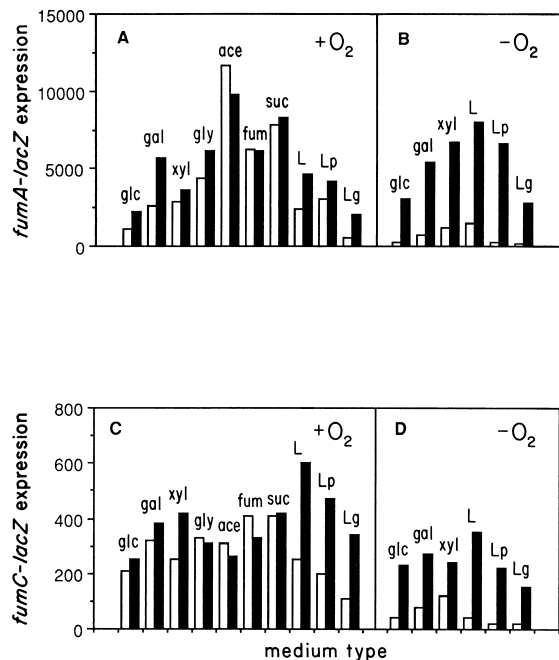 fumA-lacZ expression
15000
10000
5000
0
A
+O₂
glc
gal
xyl
gly
ace
fum
suc
L
Lp
Lg
B
−O₂
glc
gal
xyl
L
Lp
Lg
fumC-lacZ expression
800
600
400
200
0
C
+O₂
glc
gal
xyl
gly
ace
fum
suc
L
Lp
Lg
D
−O₂
glc
gal
xyl
L
Lp
Lg
medium type